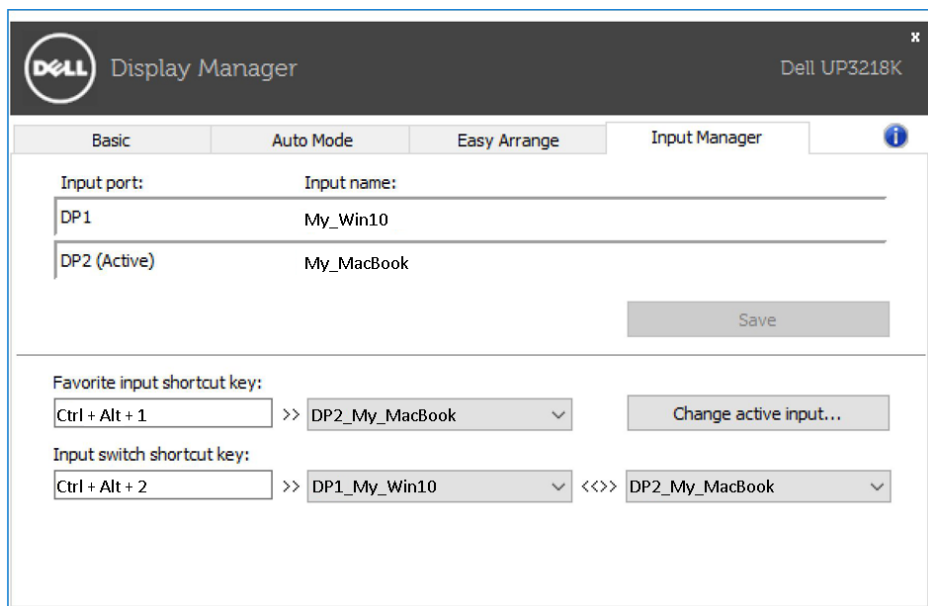 x
DELL Display Manager Dell UP3218K
Basic Auto Mode Easy Arrange Input Manager i
Input port: Input name:
DP1 My_Win10
DP2 (Active) My_MacBook
Save
Favorite input shortcut key:
Ctrl + Alt + 1 >> DP2_My_MacBook Change active input...
Input switch shortcut key:
Ctrl + Alt + 2 >> DP1_My_Win10 <<>> DP2_My_MacBook